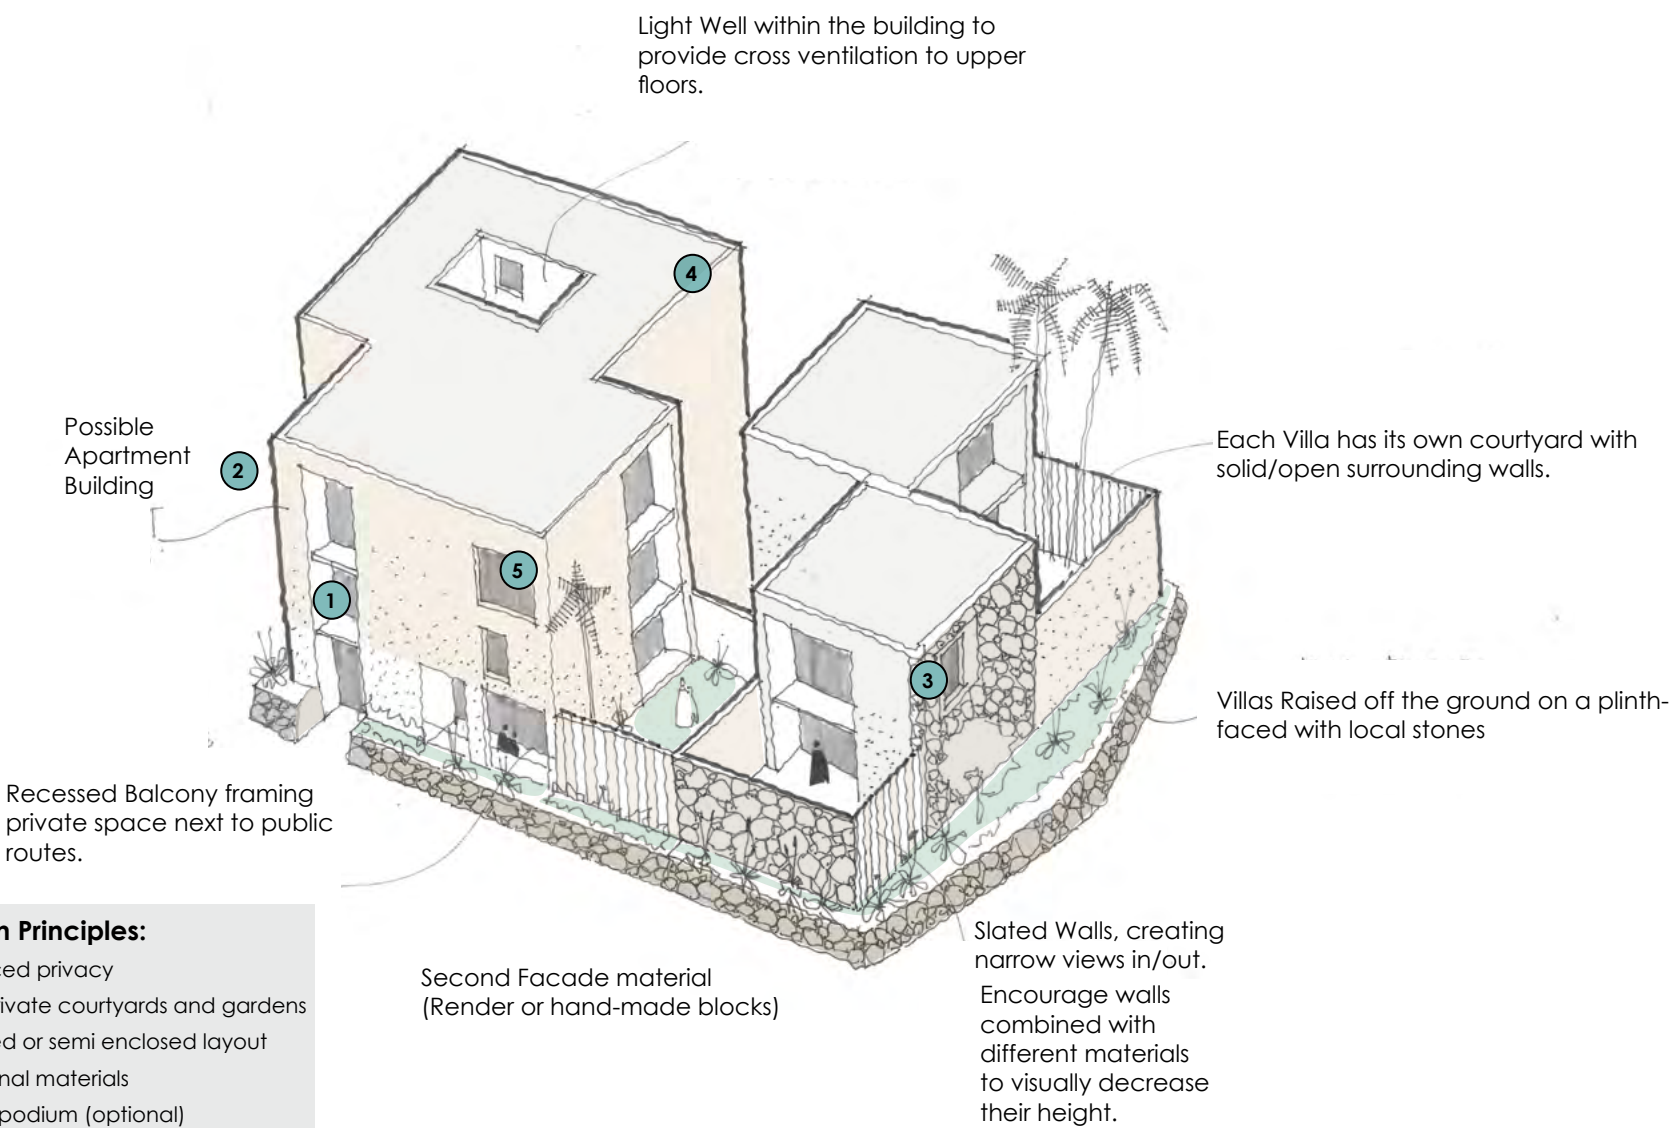 Light Well within the building to
provide cross ventilation to upper
floors.
4
Possible
Apartment
Building
2
Each Villa has its own courtyard with
solid/open surrounding walls.
5
1
3
Villas Raised off the ground on a plinth-
faced with local stones
Recessed Balcony framing
private space next to public
routes.
Principles:
privacy
courtyards and gardens
or semi enclosed layout
materials
podium (optional)
Second Facade material
(Render or hand-made blocks)
Slated Walls, creating
narrow views in/out.
Encourage walls
combined with
different materials
to visually decrease
their height.